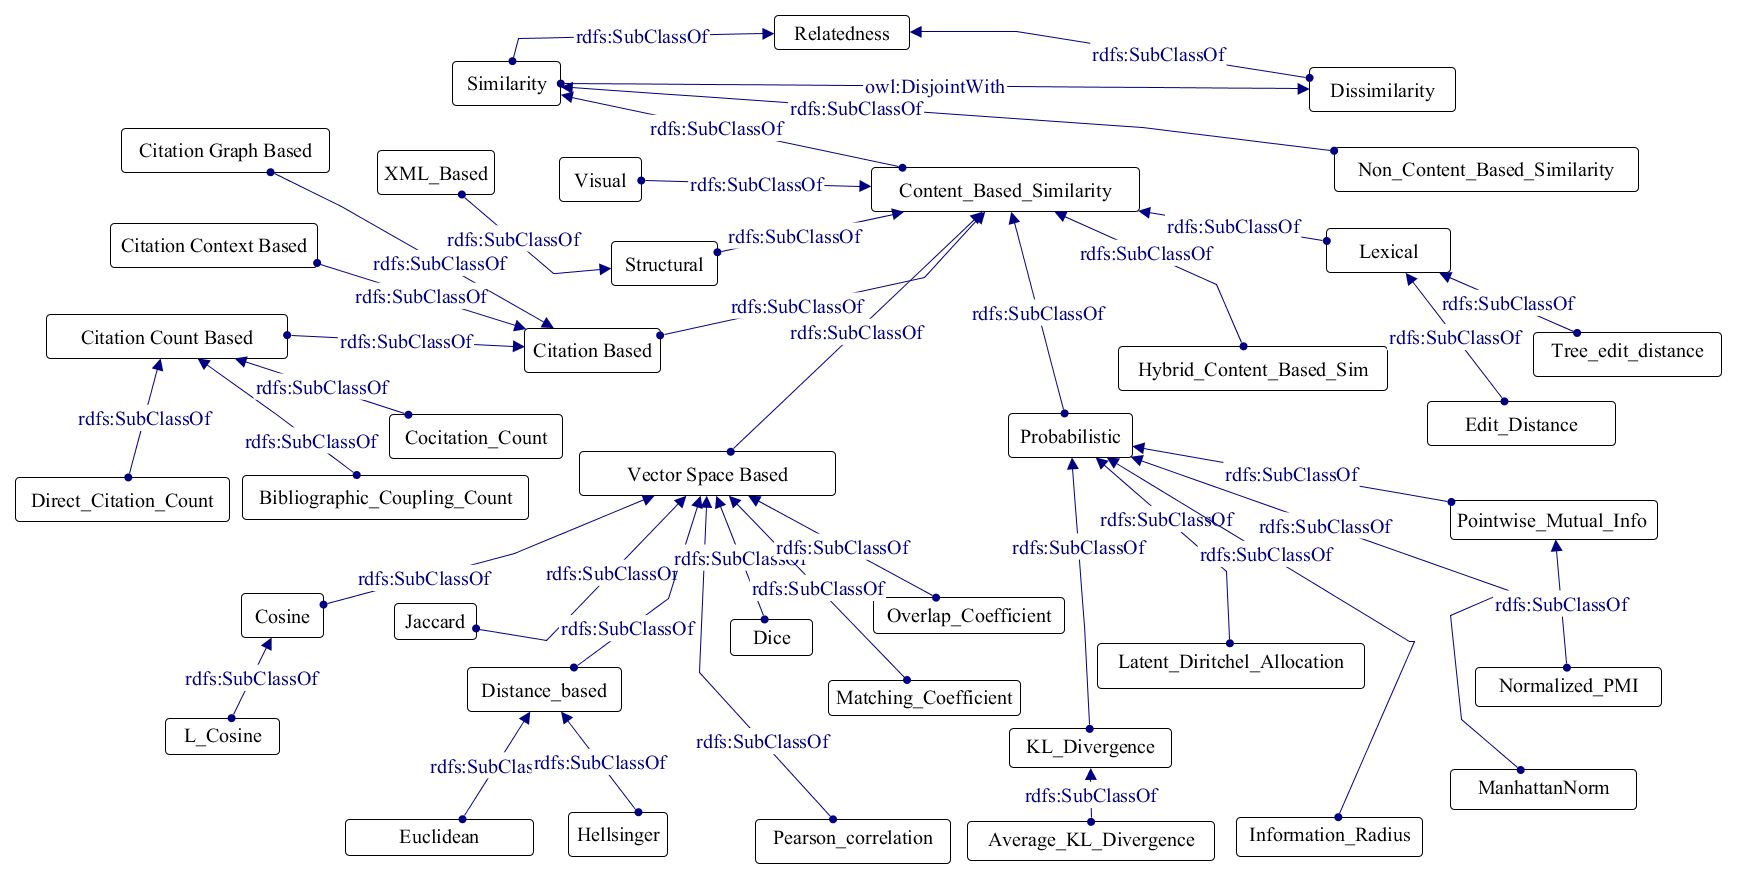 Relatedness
rdfs:SubClassOf
rdfs:SubClassOf
Similarity
owl:DisjointWith
Dissimilarity
rdfs:SubClassOf
rdfs:SubClassOf
Citation Graph Based
XML_Based
Visual
rdfs:SubClassOf
Content_Based_Similarity
Non_Content_Based_Similarity
Citation Context Based
rdfs:SubClassOf
rdfs:SubClassOf
rdfs:SubClassOf
rdfs:SubClassOf
Lexical
Structural
rdfs:SubClassOf
rdfs:SubClassOf
rdfs:SubClassOf
rdfs:SubClassOf
rdfs:SubClassOf
rdfs:SubClassOf
rdfs:SubClassOf
Citation Count Based
rdfs:SubClassOf
Citation Based
rdfs:SubClassOf
Tree_edit_distance
Hybrid_Content_Based_Sim
rdfs:SubClassOf
rdfs:SubClassOf
Cocitation_Count
Probabilistic
Edit_Distance
rdfs:SubClassOf
Vector Space Based
rdfs:SubClassOf
Direct_Citation_Count
Bibliographic_Coupling_Count
rdfs:SubClassOf
rdfs:SubClassOf
Pointwise_Mutual_Info
rdfs:SubClassOf
rdfs:SubClassOf
rdfs:SubClassOf
rdfs:SubClassOf
rdfs:SubClassOf
rdfs:SubClassOf
rdfs:SubClassOf
rdfs:SubClassOf
rdfs:SubClassOf
Cosine
Jaccard
Overlap_Coefficient
rdfs:SubClassOf
Dice
Latent_Diritchel_Allocation
rdfs:SubClassOf
Distance_based
Matching_Coefficient
Normalized_PMI
L_Cosine
rdfs:SubClassOf
KL_Divergence
rdfs:SubClas
rdfs:SubClassOf
rdfs:SubClassOf
ManhattanNorm
Euclidean
Hellsinger
Pearson_correlation
Average_KL_Divergence
Information_Radius